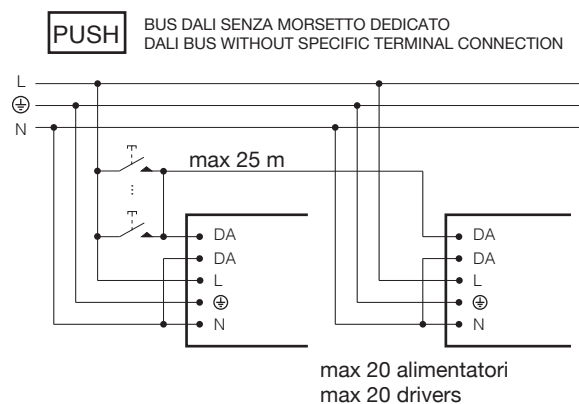 PUSH
BUS DALI SENZA MORSETTO DEDICATO
DALI BUS WITHOUT SPECIFIC TERMINAL CONNECTION
L
N
max 25 m
...
DA
DA
L
N
DA
DA
L
N
max 20 alimentatori
max 20 drivers